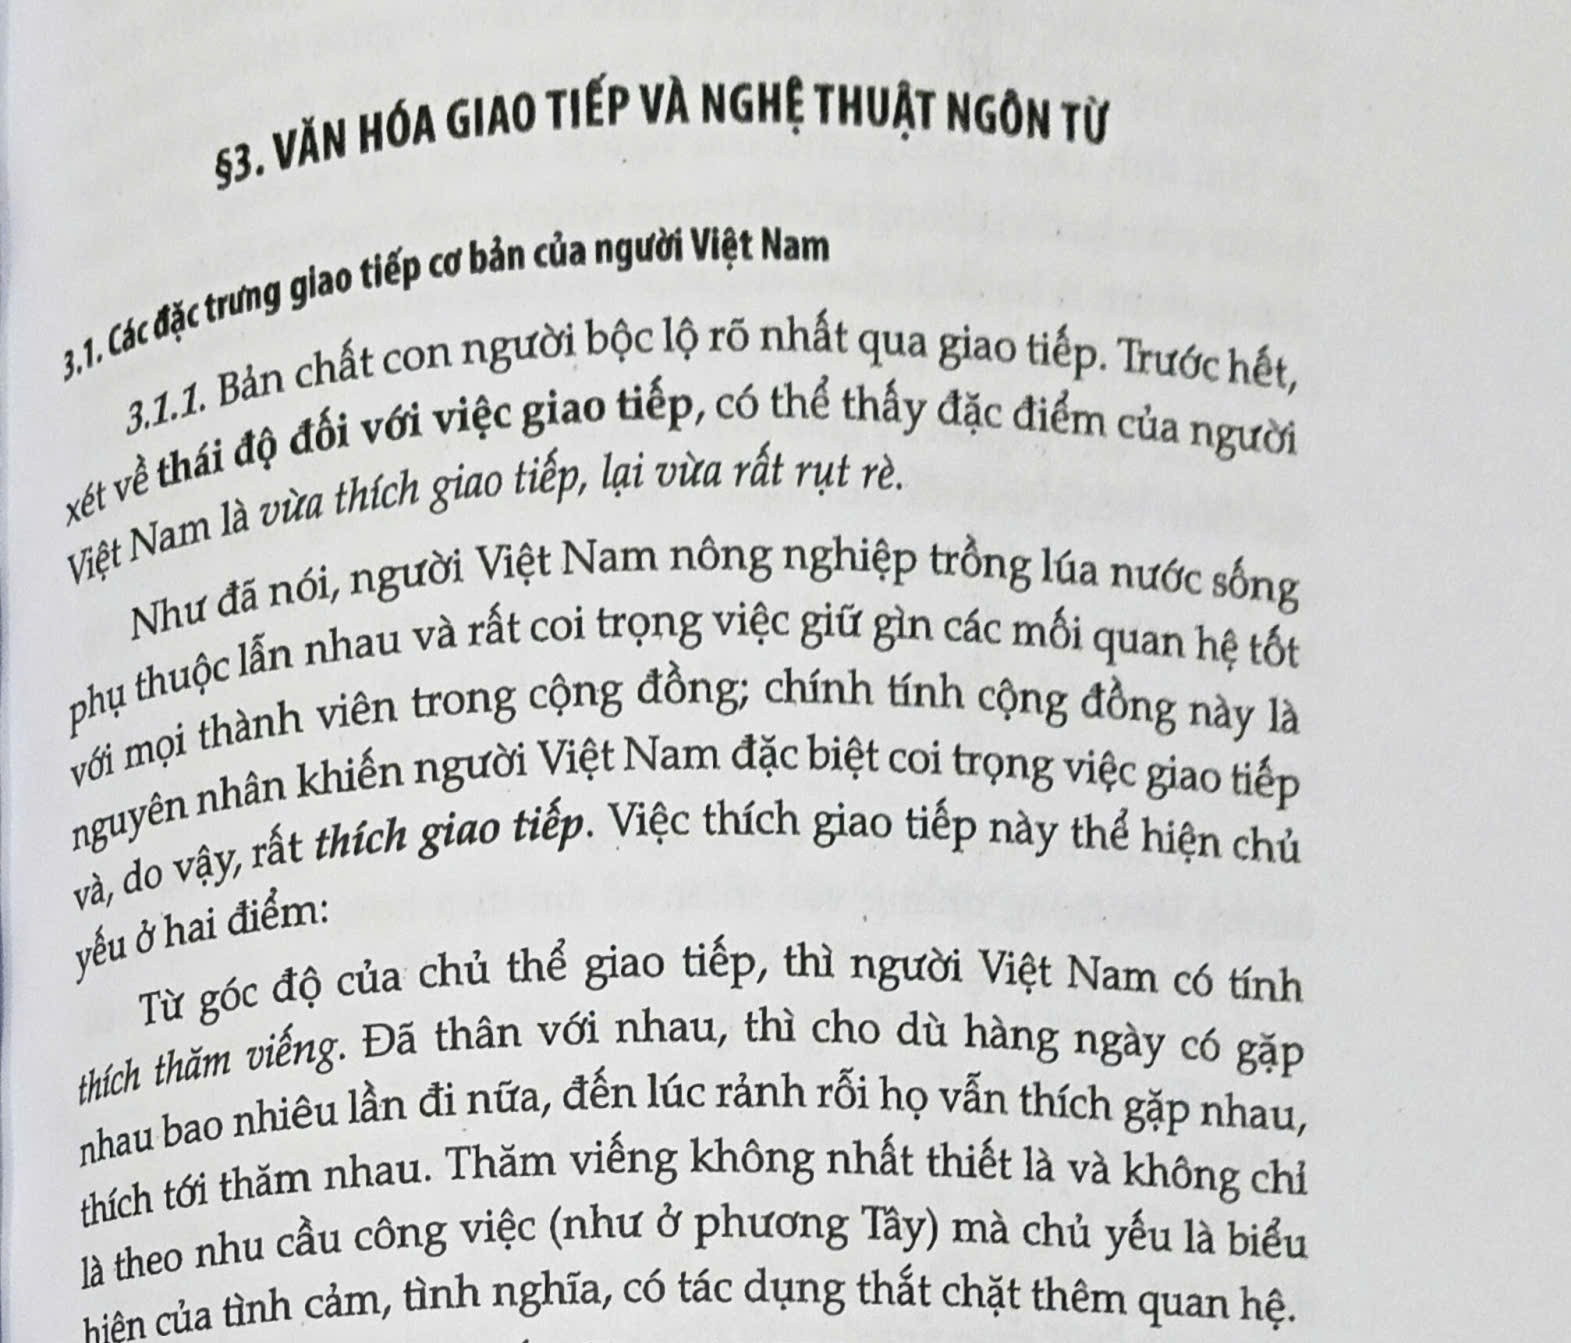 §3. VĂN HÓA GIAO TIẾP VÀ NGHỆ THUẬT NGÔN TỪ
3.1. Các đặc trưng giao tiếp cơ bản của người Việt Nam
3.1.1. Bản chất con người bộc lộ rõ nhất qua giao tiếp. Trước hết,
xét về thái độ đối với việc giao tiếp, có thể thấy đặc điểm của người
Việt Nam là vừa thích giao tiếp, lại vừa rất rụt rè.
Như đã nói, người Việt Nam nông nghiệp trồng lúa nước sống
phụ thuộc lẫn nhau và rất coi trọng việc giữ gìn các mối quan hệ tốt
với mọi thành viên trong cộng đồng; chính tính cộng đồng này là
nguyên nhân khiến người Việt Nam đặc biệt coi trọng việc giao tiếp
và, do vậy, rất thích giao tiếp. Việc thích giao tiếp này thể hiện chủ
yếu ở hai điểm:
Từ góc độ của chủ thể giao tiếp, thì người Việt Nam có tính
thích thăm viếng. Đã thân với nhau, thì cho dù hàng ngày có gặp
nhau bao nhiêu lần đi nữa, đến lúc rảnh rỗi họ vẫn thích gặp nhau,
thích tới thăm nhau. Thăm viếng không nhất thiết là và không chỉ
là theo nhu cầu công việc (như ở phương Tây) mà chủ yếu là biểu
hiện của tình cảm, tình nghĩa, có tác dụng thắt chặt thêm quan hệ.